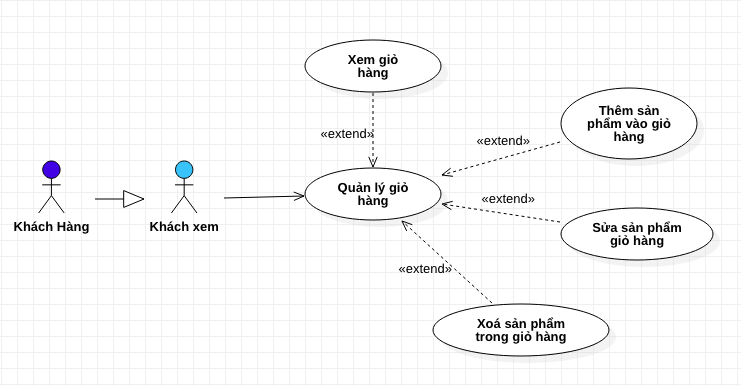 Xem giỏ
hàng
«extend»
Thêm sản
phẩm vào giỏ
hàng
«extend»
Khách Hàng
Khách xem
Quản lý giỏ
hàng
«extend»
Sửa sản phẩm
giỏ hàng
«extend»
Xoá sản phẩm
trong giỏ hàng